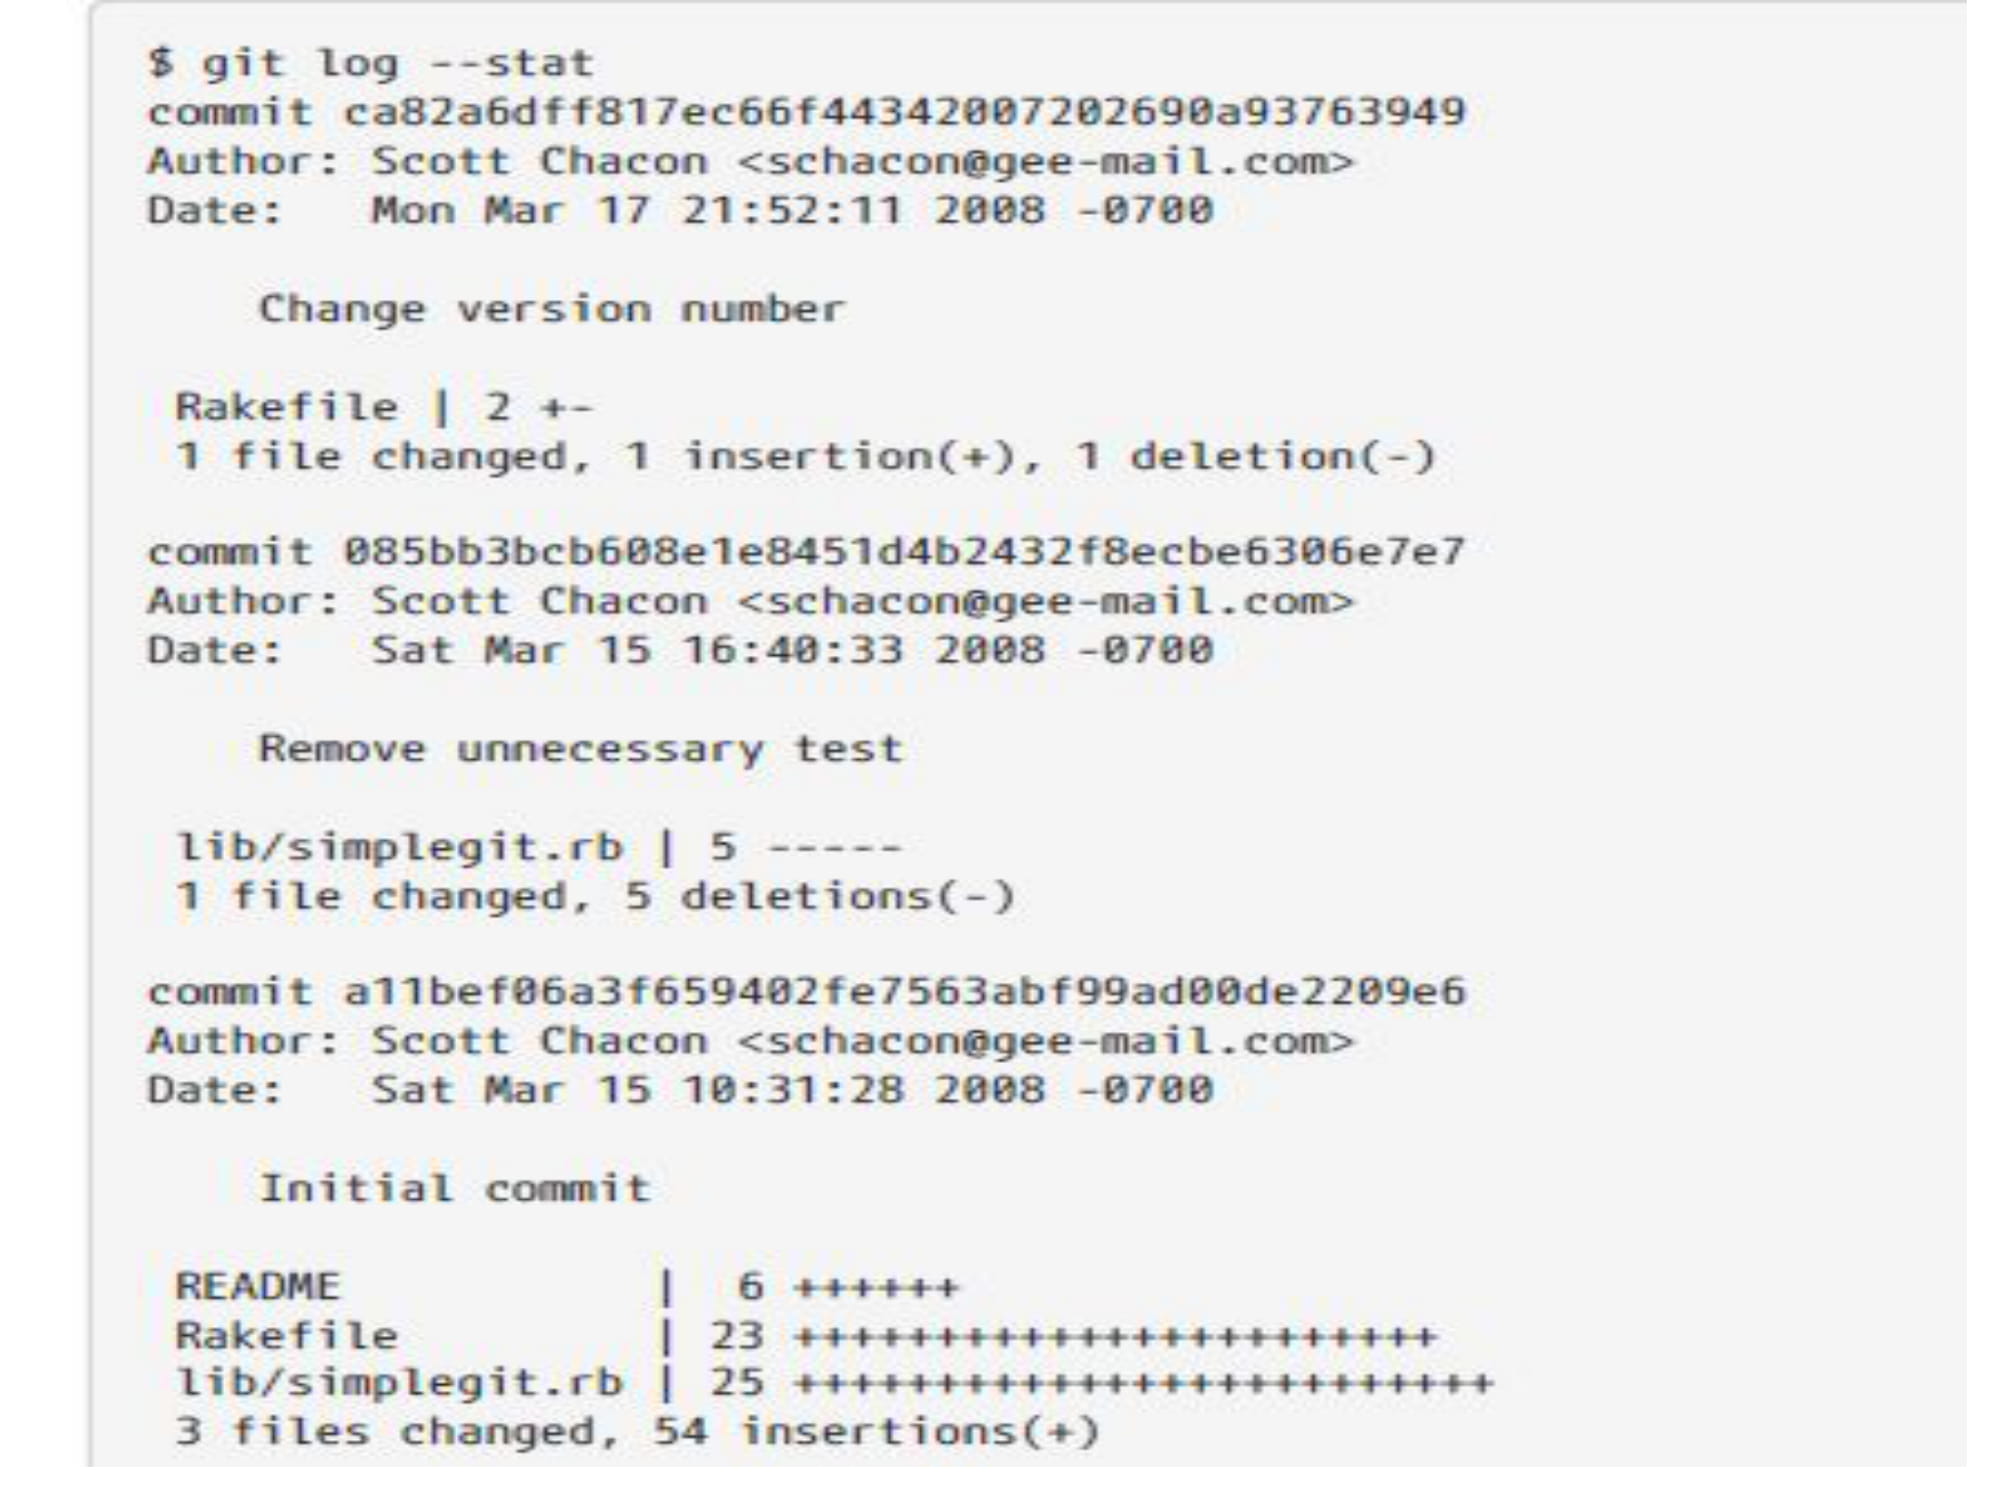 $ git log --stat
commit ca82a6dff817ec66f44342007202690a93763949
Author: Scott Chacon <schacon@gee-mail.com>
Date:   Mon Mar 17 21:52:11 2008 -0700

    Change version number

 Rakefile | 2 +-
 1 file changed, 1 insertion(+), 1 deletion(-)

commit 085bb3bcb608e1e8451d4b2432f8ecbe6306e7e7
Author: Scott Chacon <schacon@gee-mail.com>
Date:   Sat Mar 15 16:40:33 2008 -0700

    Remove unnecessary test

 lib/simplegit.rb | 5 -----
 1 file changed, 5 deletions(-)

commit a11bef06a3f659402fe7563abf99ad00de2209e6
Author: Scott Chacon <schacon@gee-mail.com>
Date:   Sat Mar 15 10:31:28 2008 -0700

    Initial commit

 README           |  6 ++++++
 Rakefile         | 23 +++++++++++++++++++++++
 lib/simplegit.rb | 25 +++++++++++++++++++++++++
 3 files changed, 54 insertions(+)